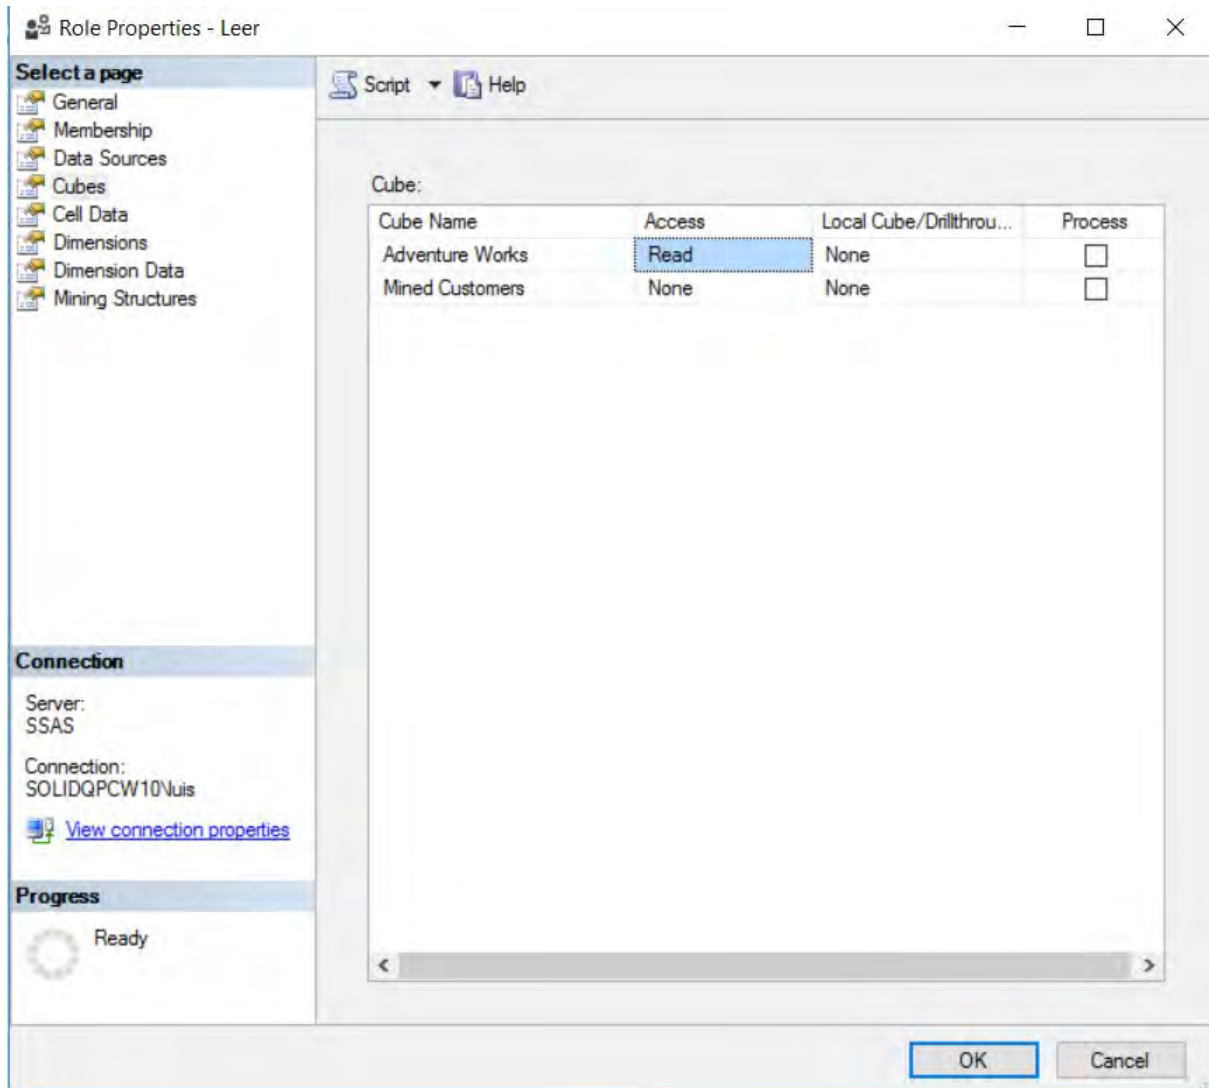 Role Properties - Leer
Select a page
General
Membership
Data Sources
Cubes
Cell Data
Dimensions
Dimension Data
Mining Structures
Script Help
Cube:
Cube Name Access Local Cube/Drillthrou... Process
Adventure Works Read None
Mined Customers None None
Connection
Server:
SSAS
Connection:
SOLIDQPCW10\luis
View connection properties
Progress
Ready
OK Cancel